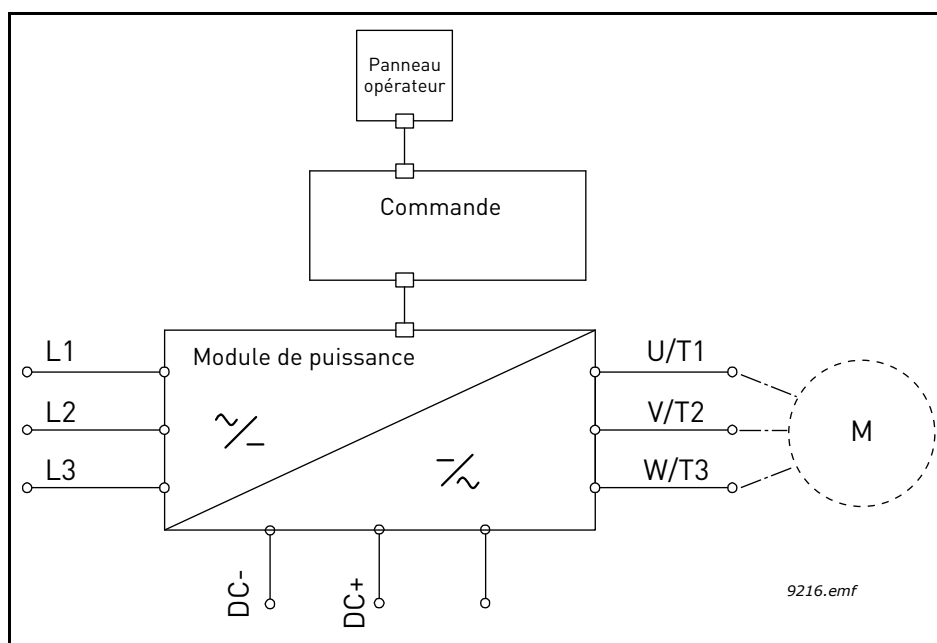 Panneau
opérateur
Commande
Module de puissance
L1
L2
L3
U/T1
V/T2
W/T3
M
DC-
DC+
9216.emf